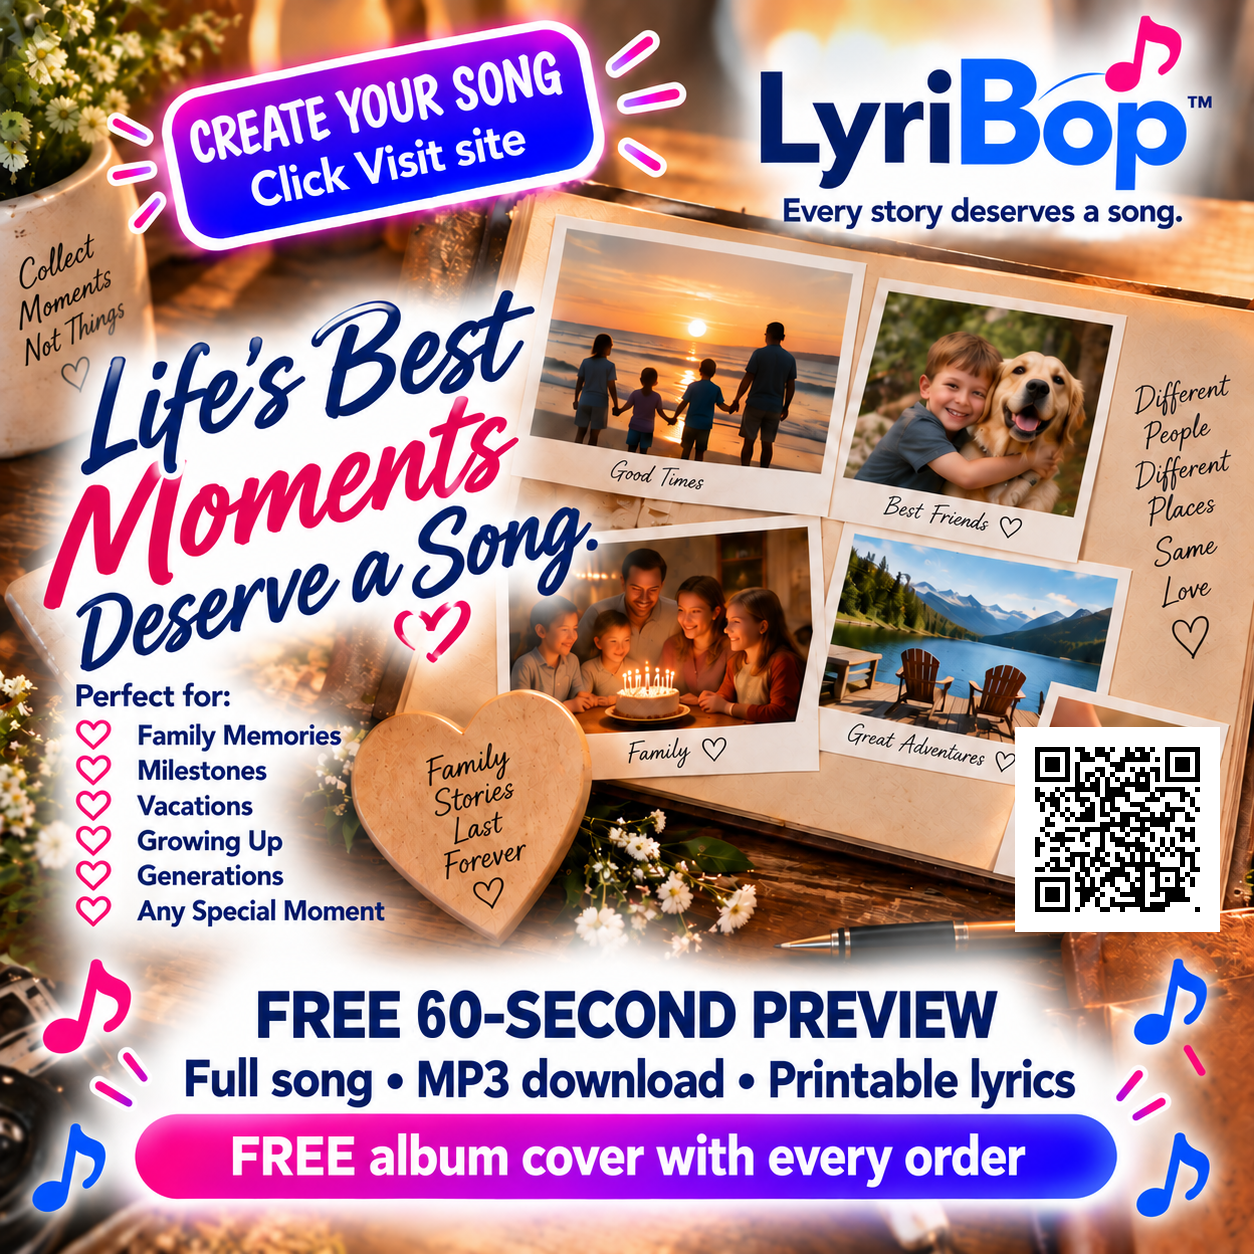 CREATE YOUR SONG
Click Visit site
LyriBop™
Every story deserves a song.
Collect
Moments
Not Things
Life's Best
Moments
Deserve a Song.
Good Times
Best Friends
Different
People
Different
Places
Same
Love
Family
Great Adventures
Perfect for:
Family Memories
Milestones
Vacations
Growing Up
Generations
Any Special Moment
Family
Stories
Last
Forever
FREE 60-SECOND PREVIEW
Full song • MP3 download • Printable lyrics
FREE album cover with every order